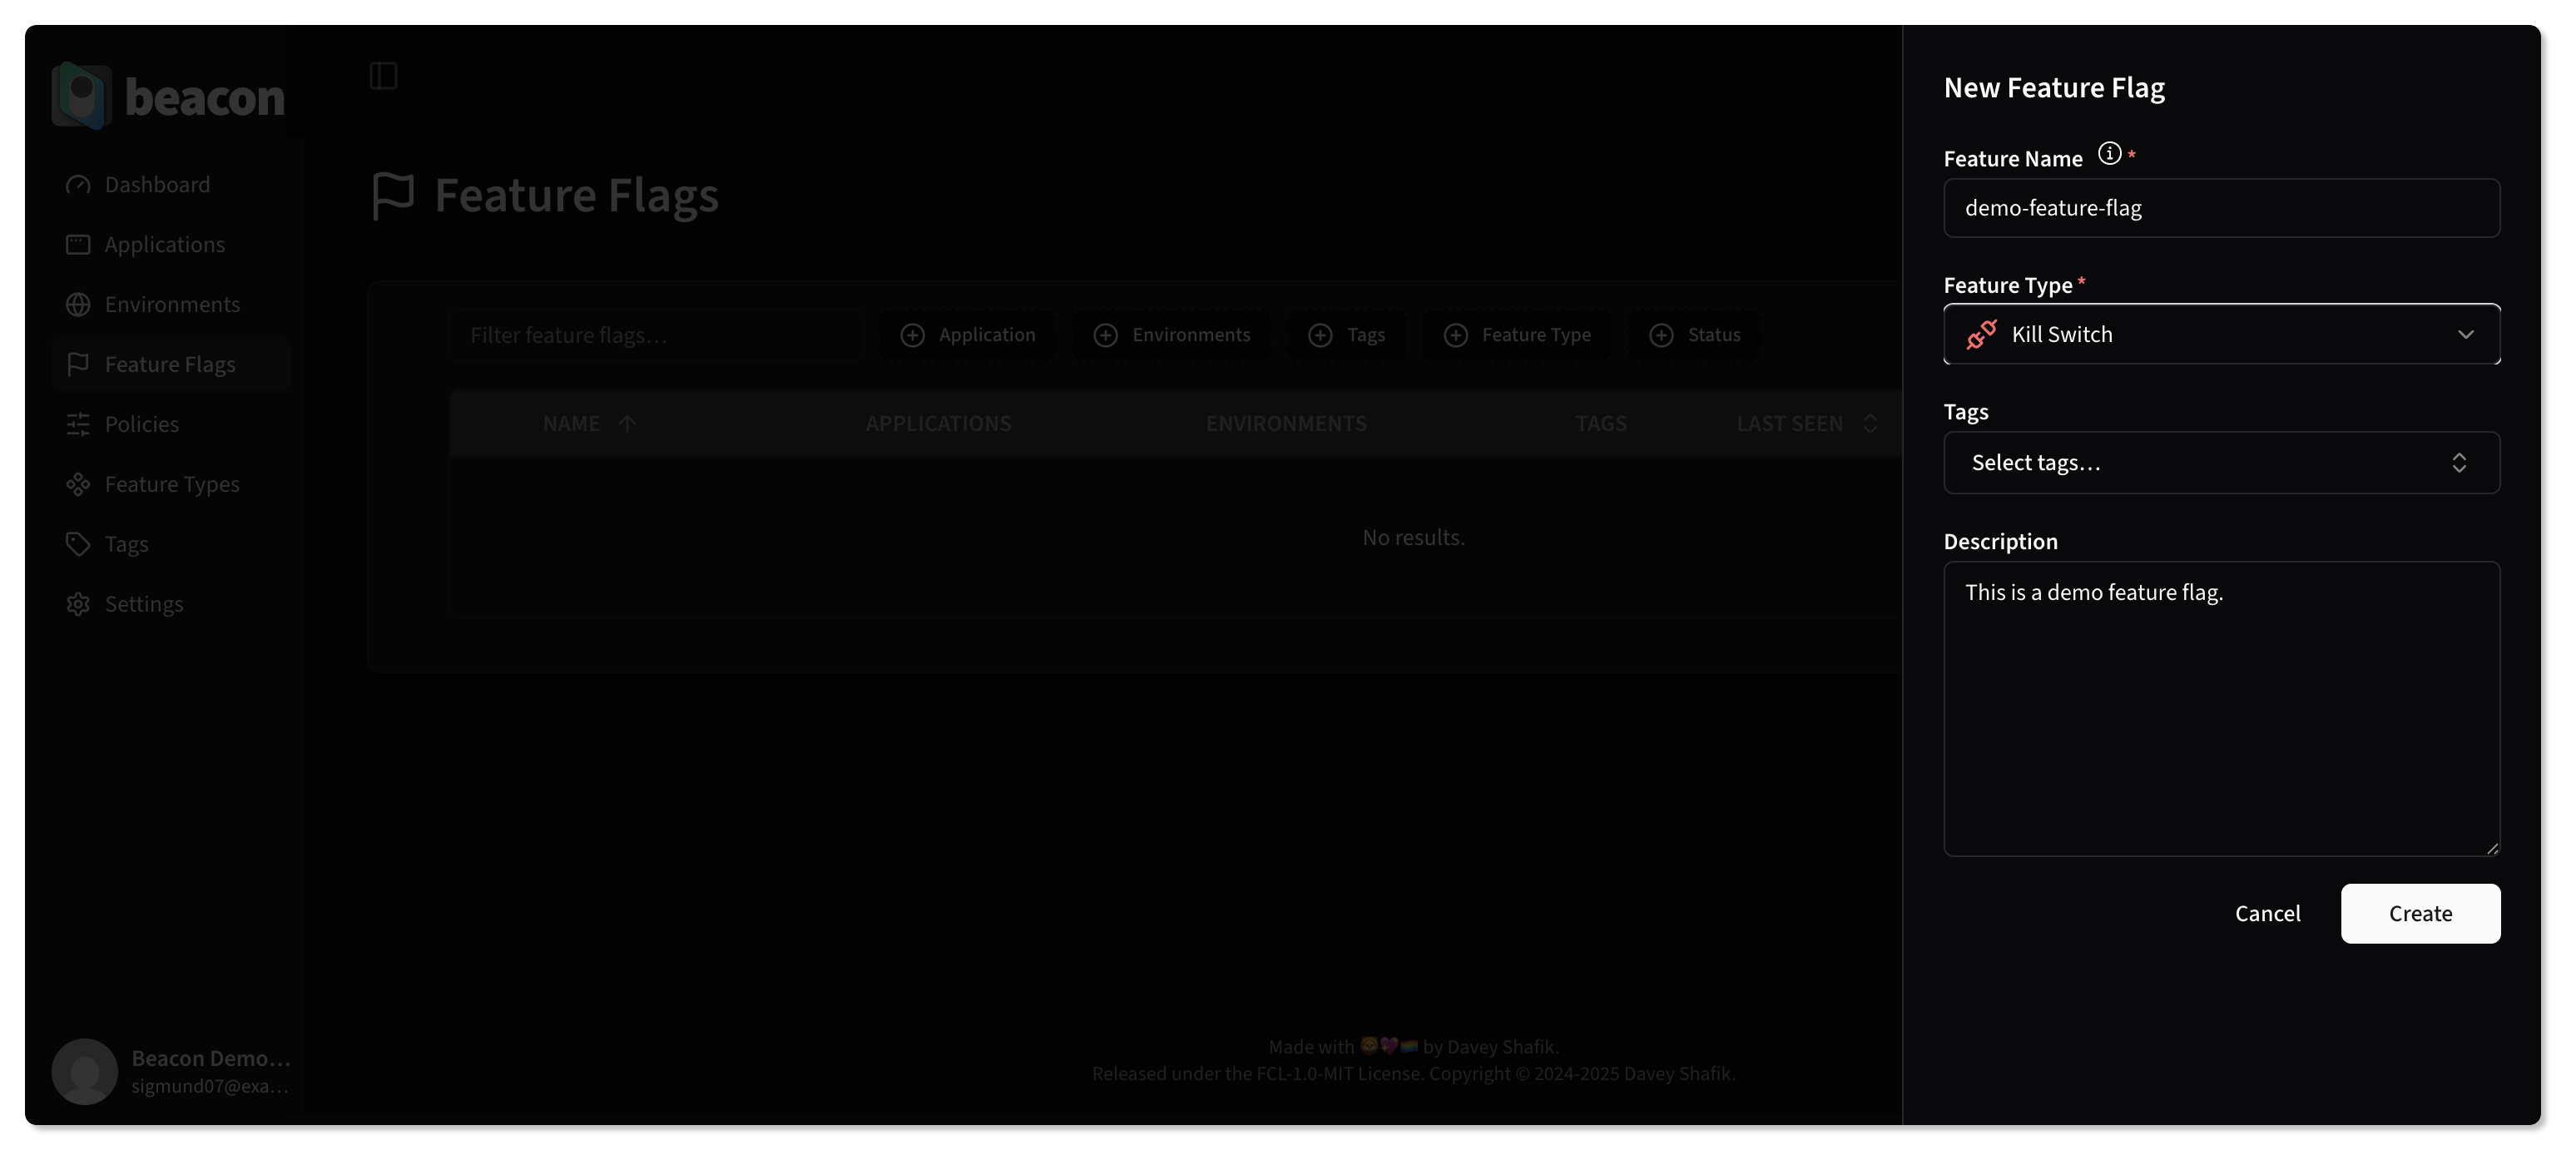 beacon
Dashboard
Applications
Environments
Feature Flags
Policies
Feature Types
Tags
Settings
Beacon Demo...
sigmund07@exa...
Feature Flags
Filter feature flags...
Application
Environments
Tags
Feature Type
Status
NAME
APPLICATIONS
ENVIRONMENTS
TAGS
LAST SEEN
No results.
Made with 🦁💖🏳️‍🌈 by Davey Shafik.
Released under the FCL-1.0-MIT License. Copyright © 2024-2025 Davey Shafik.
New Feature Flag
Feature Name *
demo-feature-flag
Feature Type *
Kill Switch
Tags
Select tags...
Description
This is a demo feature flag.
Cancel
Create